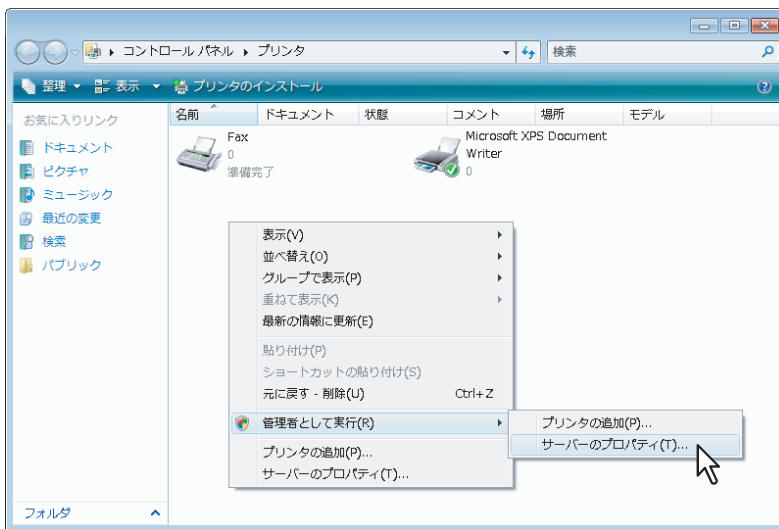 コントロール パネル プリンタ 検索
整理 表示 プリンタのインストール
お気に入りリンク
ドキュメント
ピクチャ
ミュージック
最近の変更
検索
パブリック
フォルダ
名前 ドキュメント 状態 コメント 場所 モデル
Fax
0
準備完了
Microsoft XPS Document
Writer
0
表示(V)
並べ替え(O)
グループで表示(P)
重ねて表示(K)
最新の情報に更新(E)
貼り付け(P)
ショートカットの貼り付け(S)
元に戻す - 削除(U) Ctrl+Z
管理者として実行(R)
プリンタの追加(P)...
サーバーのプロパティ(T)...
プリンタの追加(P)...
サーバーのプロパティ(T)...